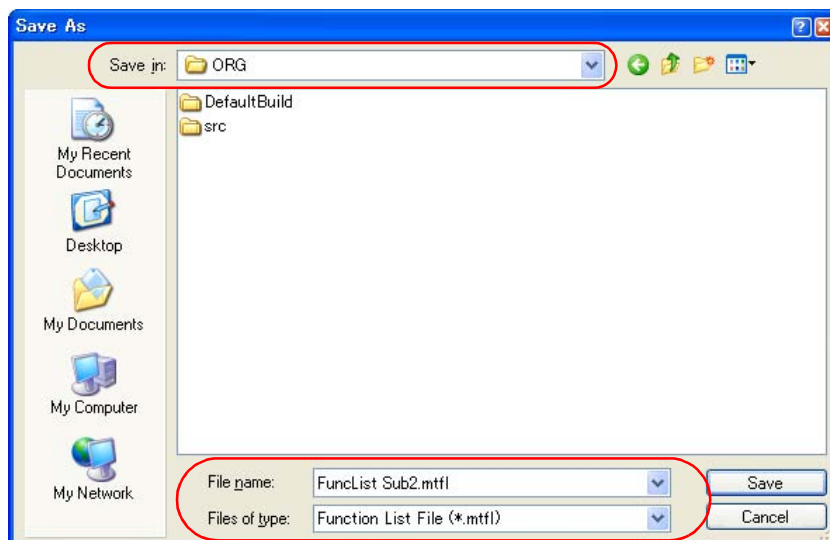 Save As
Save in: ORG
DefaultBuild
src
My Recent
Documents
Desktop
My Documents
My Computer
My Network
File name: FuncList Sub2.mtfl
Save
Files of type: Function List File (*.mtfl)
Cancel